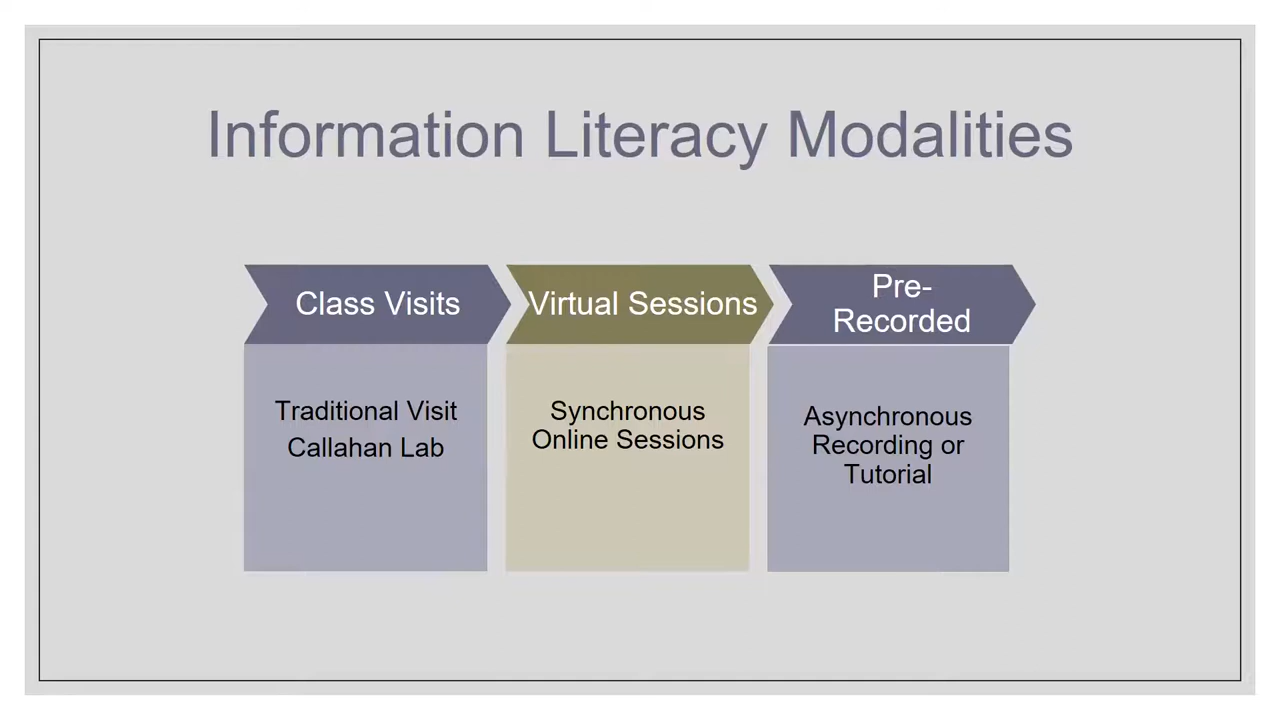 Information Literacy Modalities
Class Visits
Traditional Visit
Callahan Lab
Virtual Sessions
Synchronous
Online Sessions
Pre-
Recorded
Asynchronous
Recording or
Tutorial